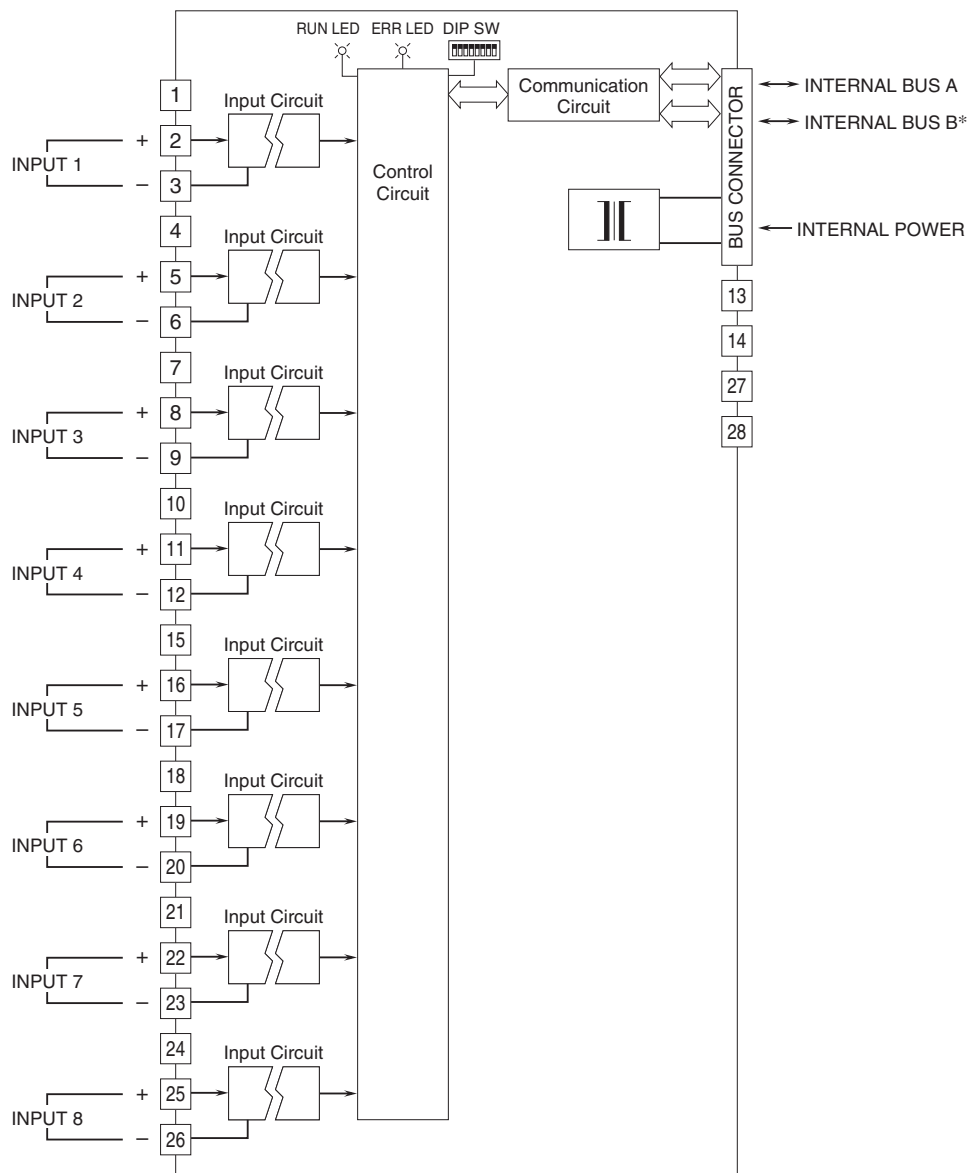 RUN LED ERR LED DIP SW
1
Input Circuit
Communication
Circuit
BUS CONNECTOR
INTERNAL BUS A
INTERNAL BUS B*
INTERNAL POWER
Control
Circuit
INPUT 1
+ 2
− 3
4
Input Circuit
INPUT 2
+ 5
− 6
7
Input Circuit
INPUT 3
+ 8
− 9
10
Input Circuit
INPUT 4
+ 11
− 12
15
Input Circuit
INPUT 5
+ 16
− 17
18
Input Circuit
INPUT 6
+ 19
− 20
21
Input Circuit
INPUT 7
+ 22
− 23
24
Input Circuit
INPUT 8
+ 25
− 26
13
14
27
28